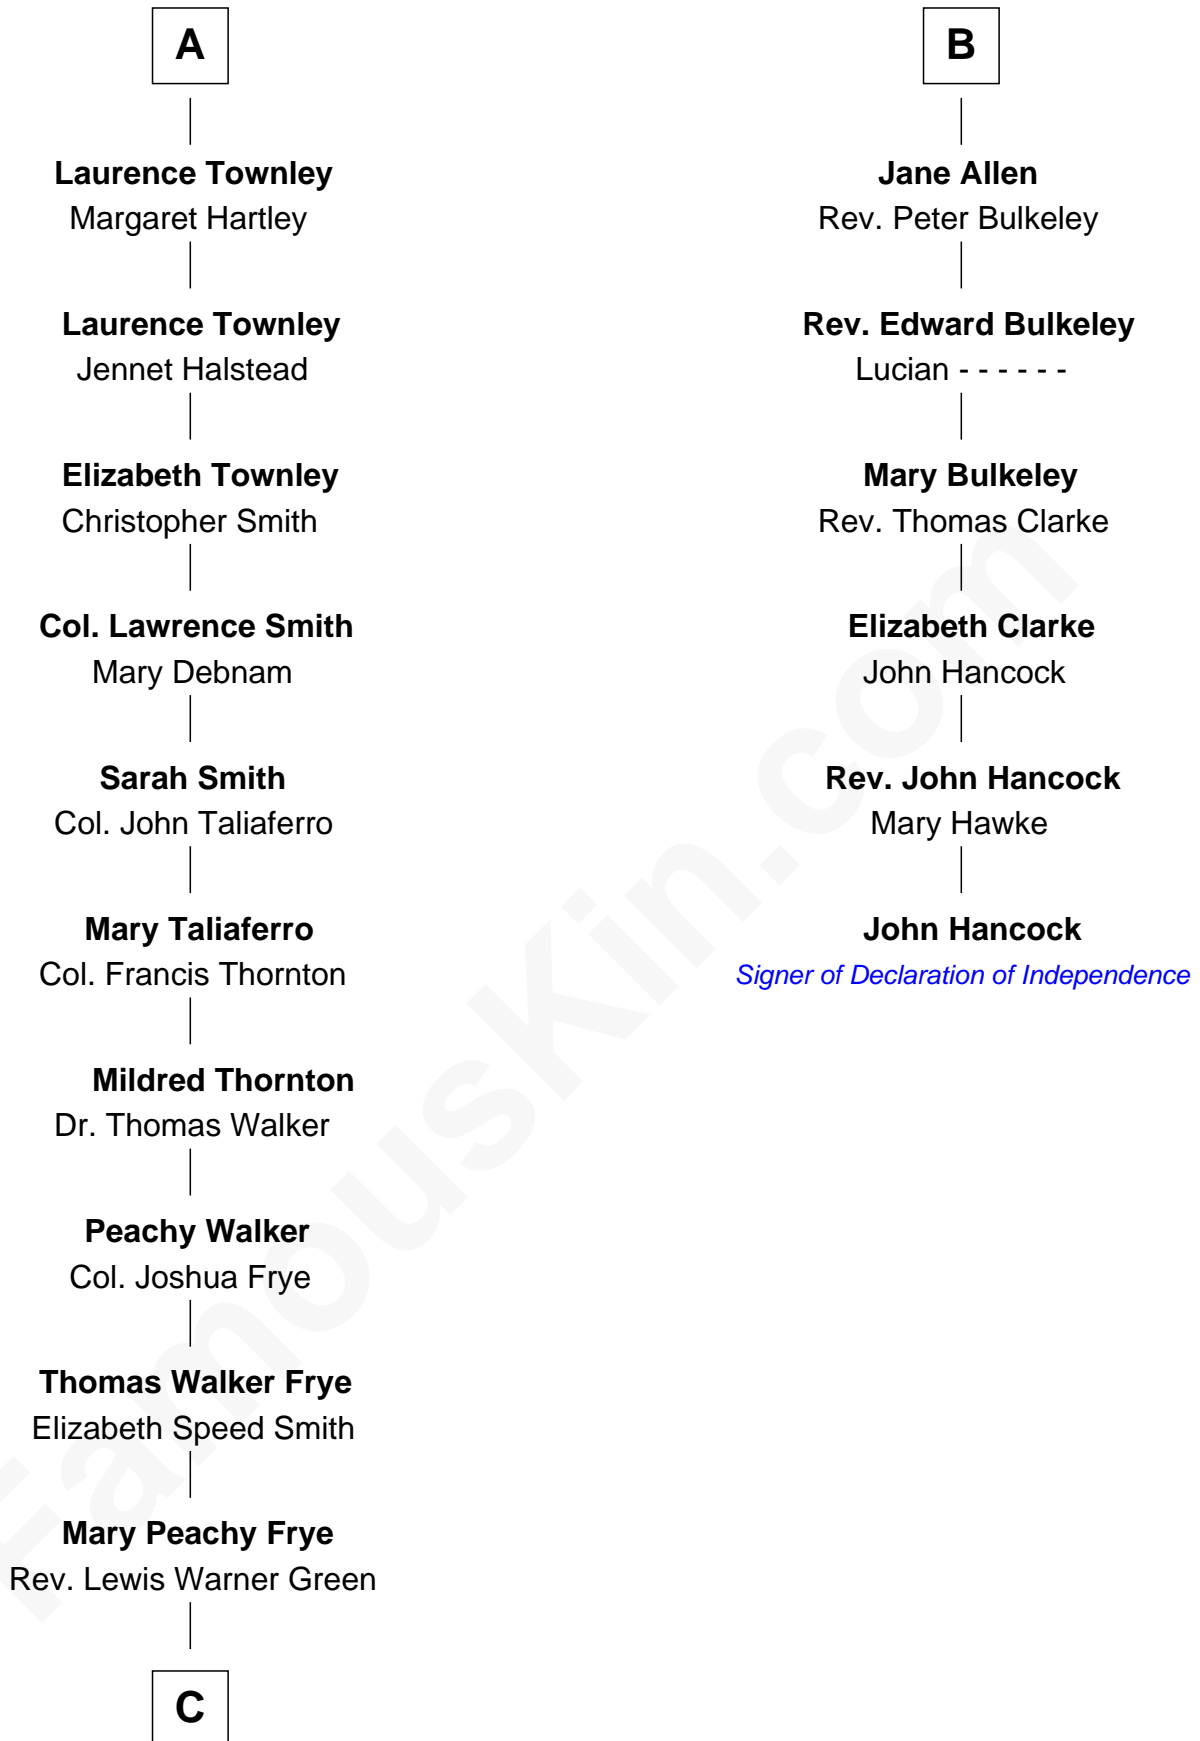 A
Laurence Townley
Margaret Hartley
Laurence Townley
Jennet Halstead
Elizabeth Townley
Christopher Smith
Col. Lawrence Smith
Mary Debnam
Sarah Smith
Col. John Taliaferro
Mary Taliaferro
Col. Francis Thornton
Mildred Thornton
Dr. Thomas Walker
Peachy Walker
Col. Joshua Frye
Thomas Walker Frye
Elizabeth Speed Smith
Mary Peachy Frye
Rev. Lewis Warner Green
C
B
Jane Allen
Rev. Peter Bulkeley
Rev. Edward Bulkeley
Lucian - - - - - -
Mary Bulkeley
Rev. Thomas Clarke
Elizabeth Clarke
John Hancock
Rev. John Hancock
Mary Hawke
John Hancock
Signer of Declaration of Independence
FamousKin.com